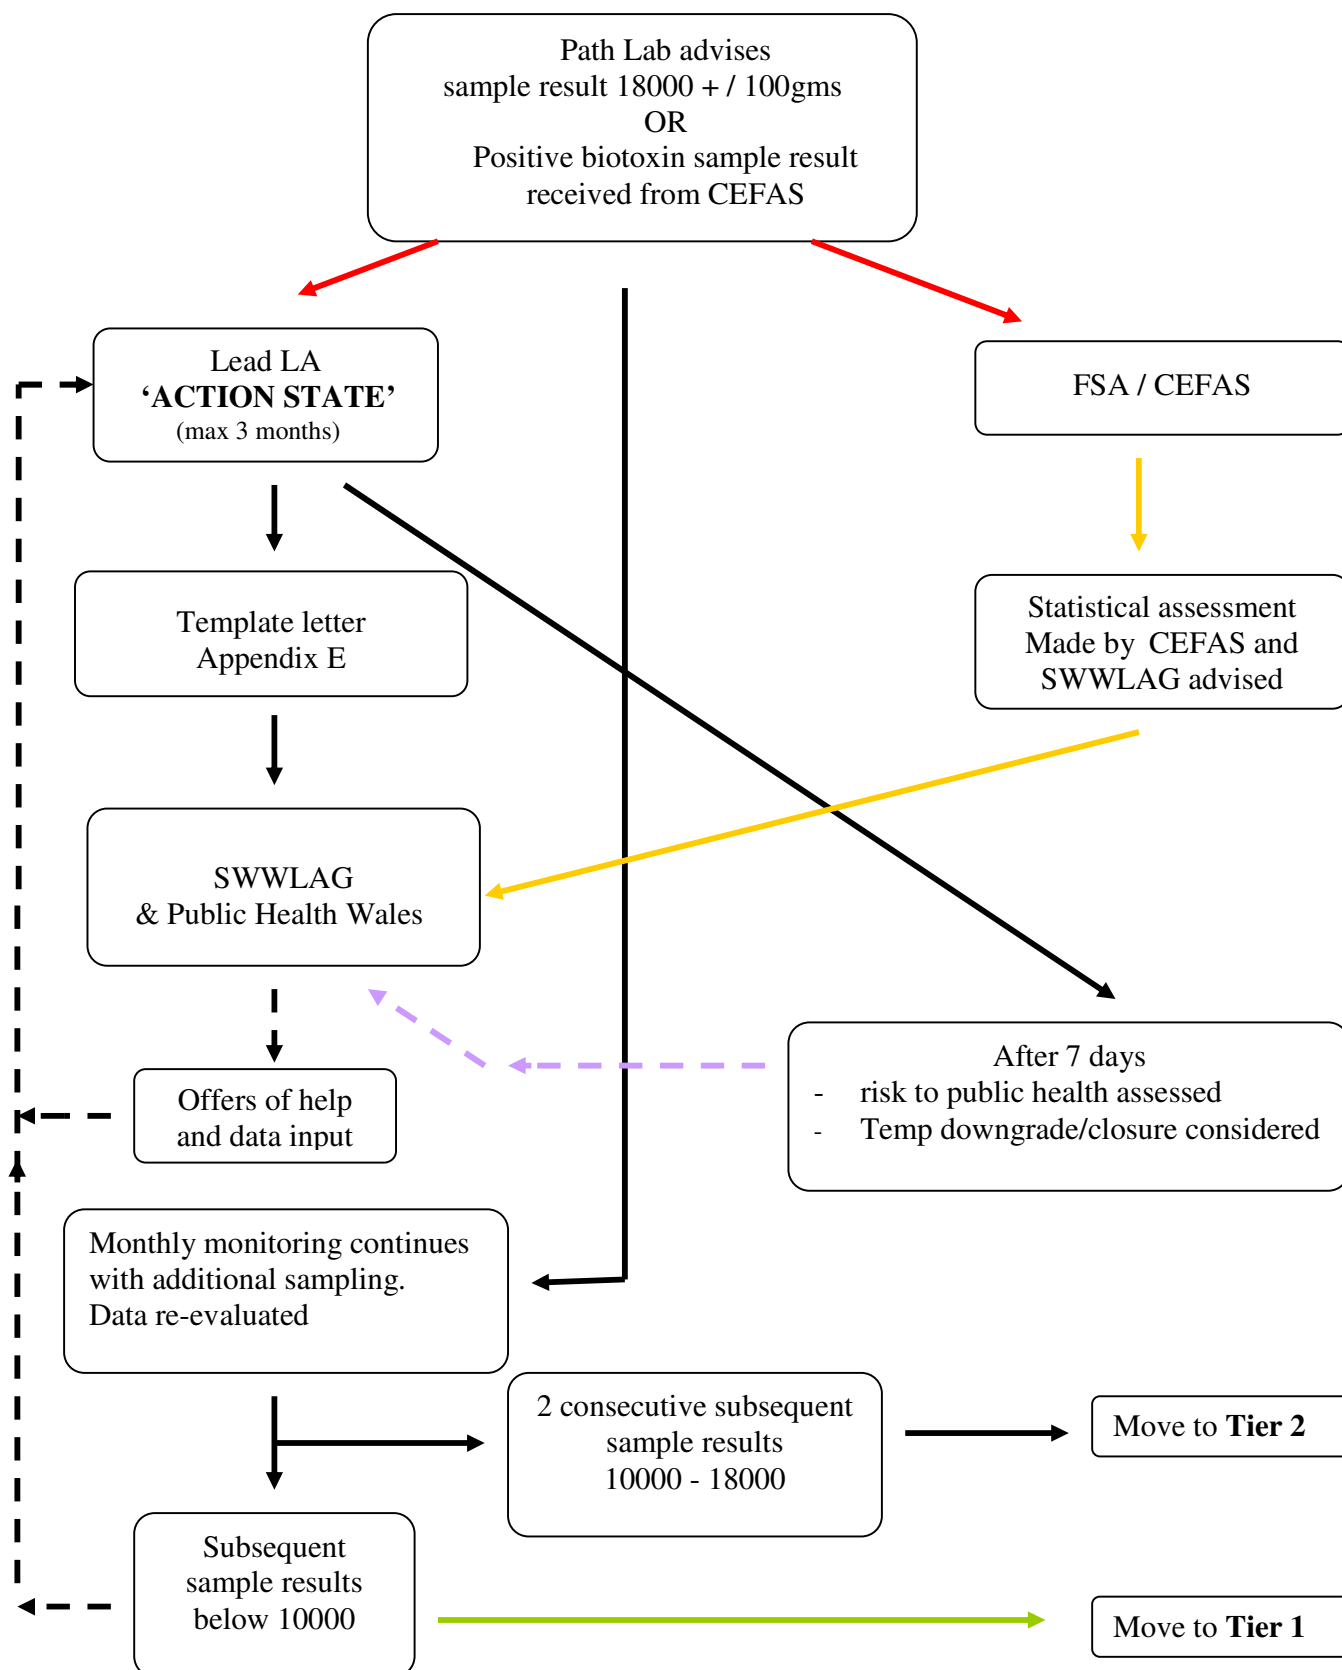 Path Lab advises
sample result 18000 + / 100gms
OR
Positive biotoxin sample result
received from CEFAS
Lead LA
‘ACTION STATE’
(max 3 months)
FSA / CEFAS
Template letter
Appendix E
Statistical assessment
Made by CEFAS and
SWWLAG advised
SWWLAG
& Public Health Wales
After 7 days
- risk to public health assessed
- Temp downgrade/closure considered
Offers of help
and data input
Monthly monitoring continues
with additional sampling.
Data re-evaluated
2 consecutive subsequent
sample results
10000 - 18000
Move to Tier 2
Subsequent
sample results
below 10000
Move to Tier 1